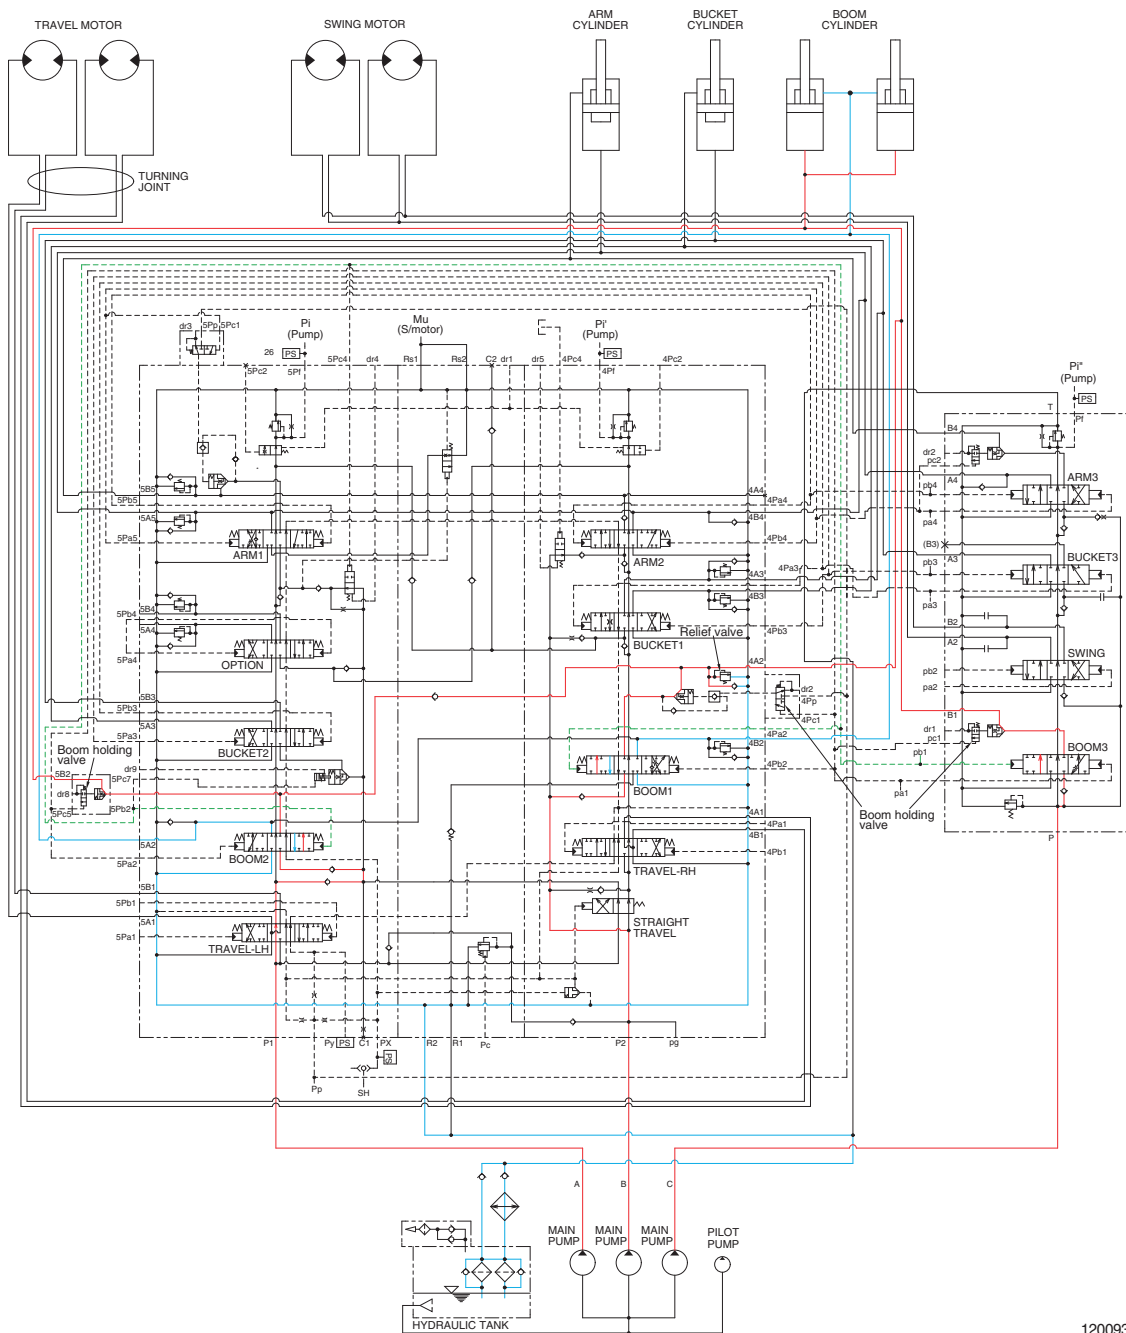 TRAVEL MOTOR
SWING MOTOR
ARM
CYLINDER
BUCKET
CYLINDER
BOOM
CYLINDER
TURNING
JOINT
dr3
5Pp
5Pc1
26
Pi
(Pump)
PS
5Pc2
5Pf
5Pc4
dr4
Mu
(S/motor)
Rs1
Rs2
C2
dr1
dr5
4Pc4
Pi'
(Pump)
PS
4Pf
4Pc2
Pi"
(Pump)
PS
T
Pf
B4
dr2
pc2
A4
ARM3
pb4
pa4
(B3)
A3
pb3
BUCKET3
pa3
B2
A2
SWING
pb2
pa2
B1
dr1
pc1
pb1
BOOM3
pa1
P
5B5
5Pb5
5A5
5Pa5
ARM1
4A4
4Pa4
4B4
4Pb4
ARM2
4A3
4Pa3
4B3
4Pb3
BUCKET1
5B4
5Pb4
5A4
5Pa4
OPTION
Relief valve
4A2
dr2
4Pp
4Pc1
5B3
5Pb3
5A3
5Pa3
BUCKET2
4Pa2
4B2
4Pb2
BOOM1
Boom holding
valve
5B2
dr9
5Pc7
dr8
5Pc5
5Pb2
5A2
5Pa2
BOOM2
Boom holding
valve
4A1
4Pa1
4B1
4Pb1
TRAVEL-RH
5B1
5Pb1
5A1
5Pa1
TRAVEL-LH
STRAIGHT
TRAVEL
P1
Py
PS
C1
PX
PS
R2
R1
Pc
P2
pg
Pp
SH
A
B
C
MAIN
PUMP
MAIN
PUMP
MAIN
PUMP
PILOT
PUMP
HYDRAULIC TANK
120093